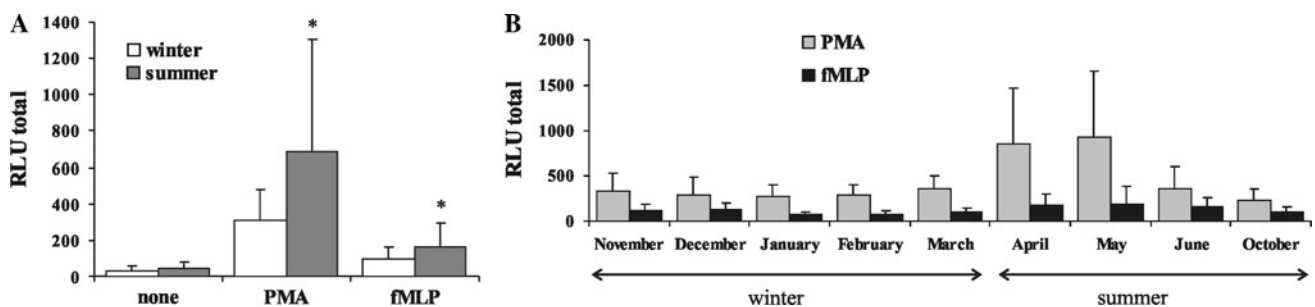 A
RLU total
1400
1200
1000
800
600
400
200
0
winter
summer
*
*
none PMA fMLP
B
RLU total
2000
1500
1000
500
0
PMA
fMLP
November December January February March April May June October
winter summer